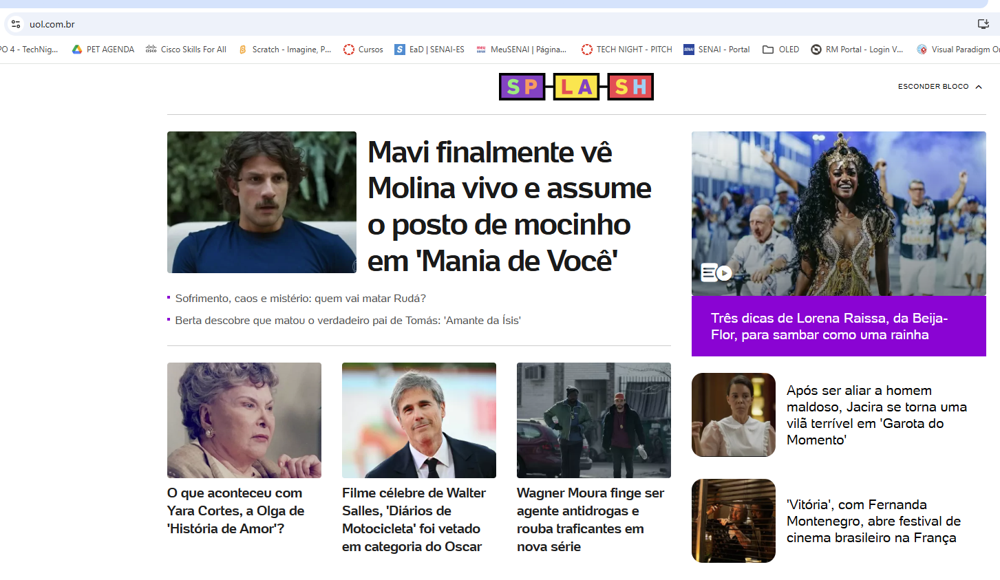 uol.com.br
PO 4 - TechNig...
PET AGENDA
Cisco Skills For All
Scratch - Imagine, P...
Cursos
EaD | SENAI-ES
MeuSENAI | Página...
TECH NIGHT - PITCH
SENAI - Portal
OLED
RM Portal - Login V...
Visual Paradigm On
SPLASH
ESCONDER BLOCO
Mavi finalmente vê
Molina vivo e assume
o posto de mocinho
em 'Mania de Você'
Sofrimento, caos e mistério: quem vai matar Rudá?
Berta descobre que matou o verdadeiro pai de Tomás: 'Amante da Ísis'
O que aconteceu com
Yara Cortes, a Olga de
'História de Amor'?
Filme célebre de Walter
Salles, 'Diários de
Motocicleta' foi vetado
em categoria do Oscar
Wagner Moura finge ser
agente antidrogas e
rouba traficantes em
nova série
Três dicas de Lorena Raissa, da Beija-
Flor, para sambar como uma rainha
Após ser aliar a homem
maldoso, Jacira se torna uma
vilã terrível em 'Garota do
Momento'
'Vitória', com Fernanda
Montenegro, abre festival de
cinema brasileiro na França